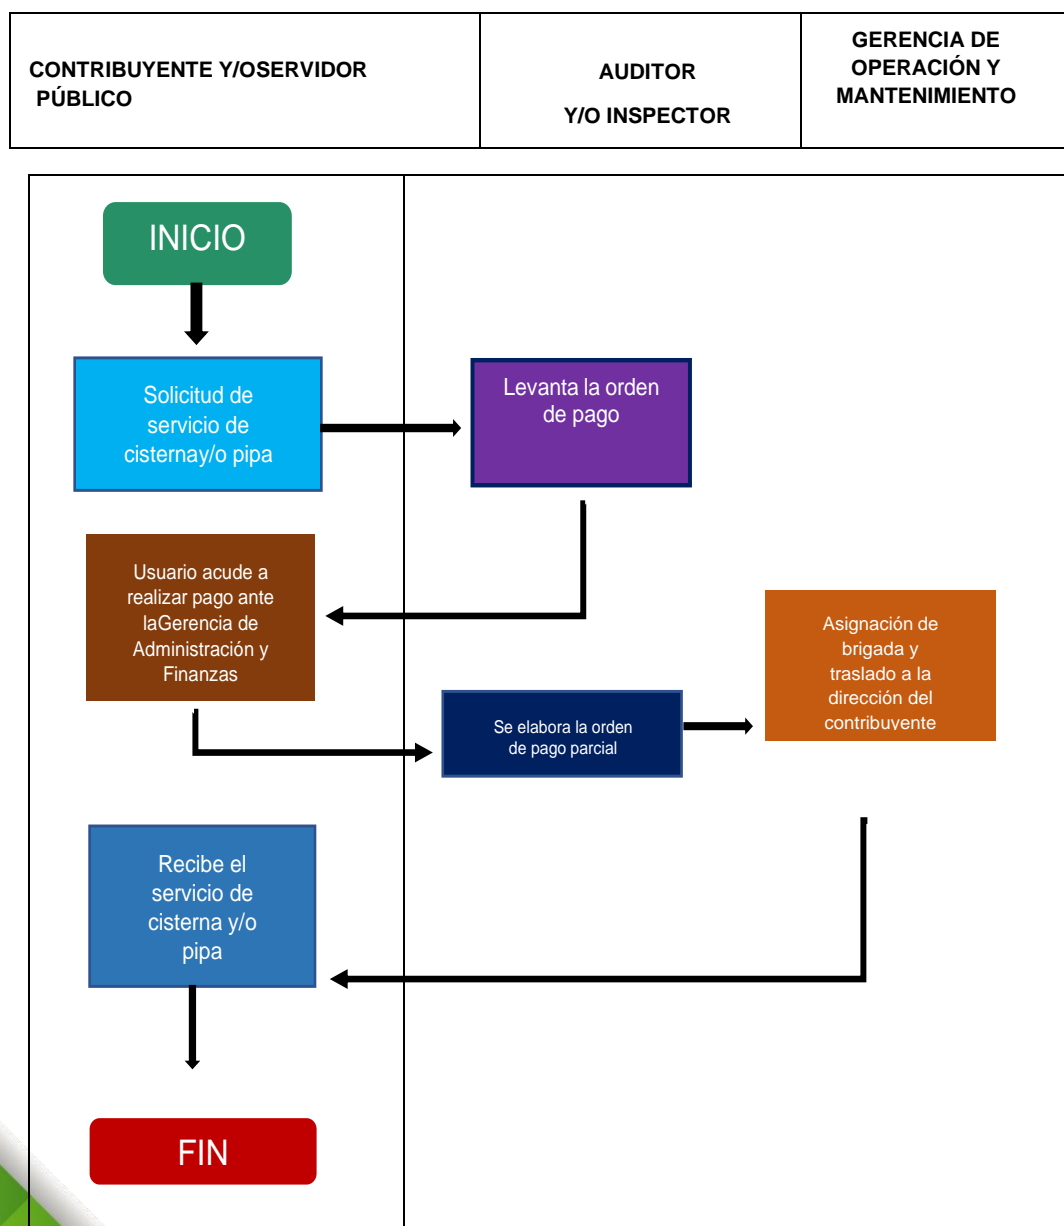 CONTRIBUYENTE Y/OSERVIDOR
PÚBLICO
AUDITOR
Y/O INSPECTOR
GERENCIA DE
OPERACIÓN Y
MANTENIMIENTO
INICIO
Solicitud de
servicio de
cisternay/o pipa
Levanta la orden
de pago
Usuario acude a
realizar pago ante
laGerencia de
Administración y
Finanzas
Se elabora la orden
de pago parcial
Asignación de
brigada y
traslado a la
dirección del
contribuyente
Recibe el
servicio de
cisterna y/o
pipa
FIN